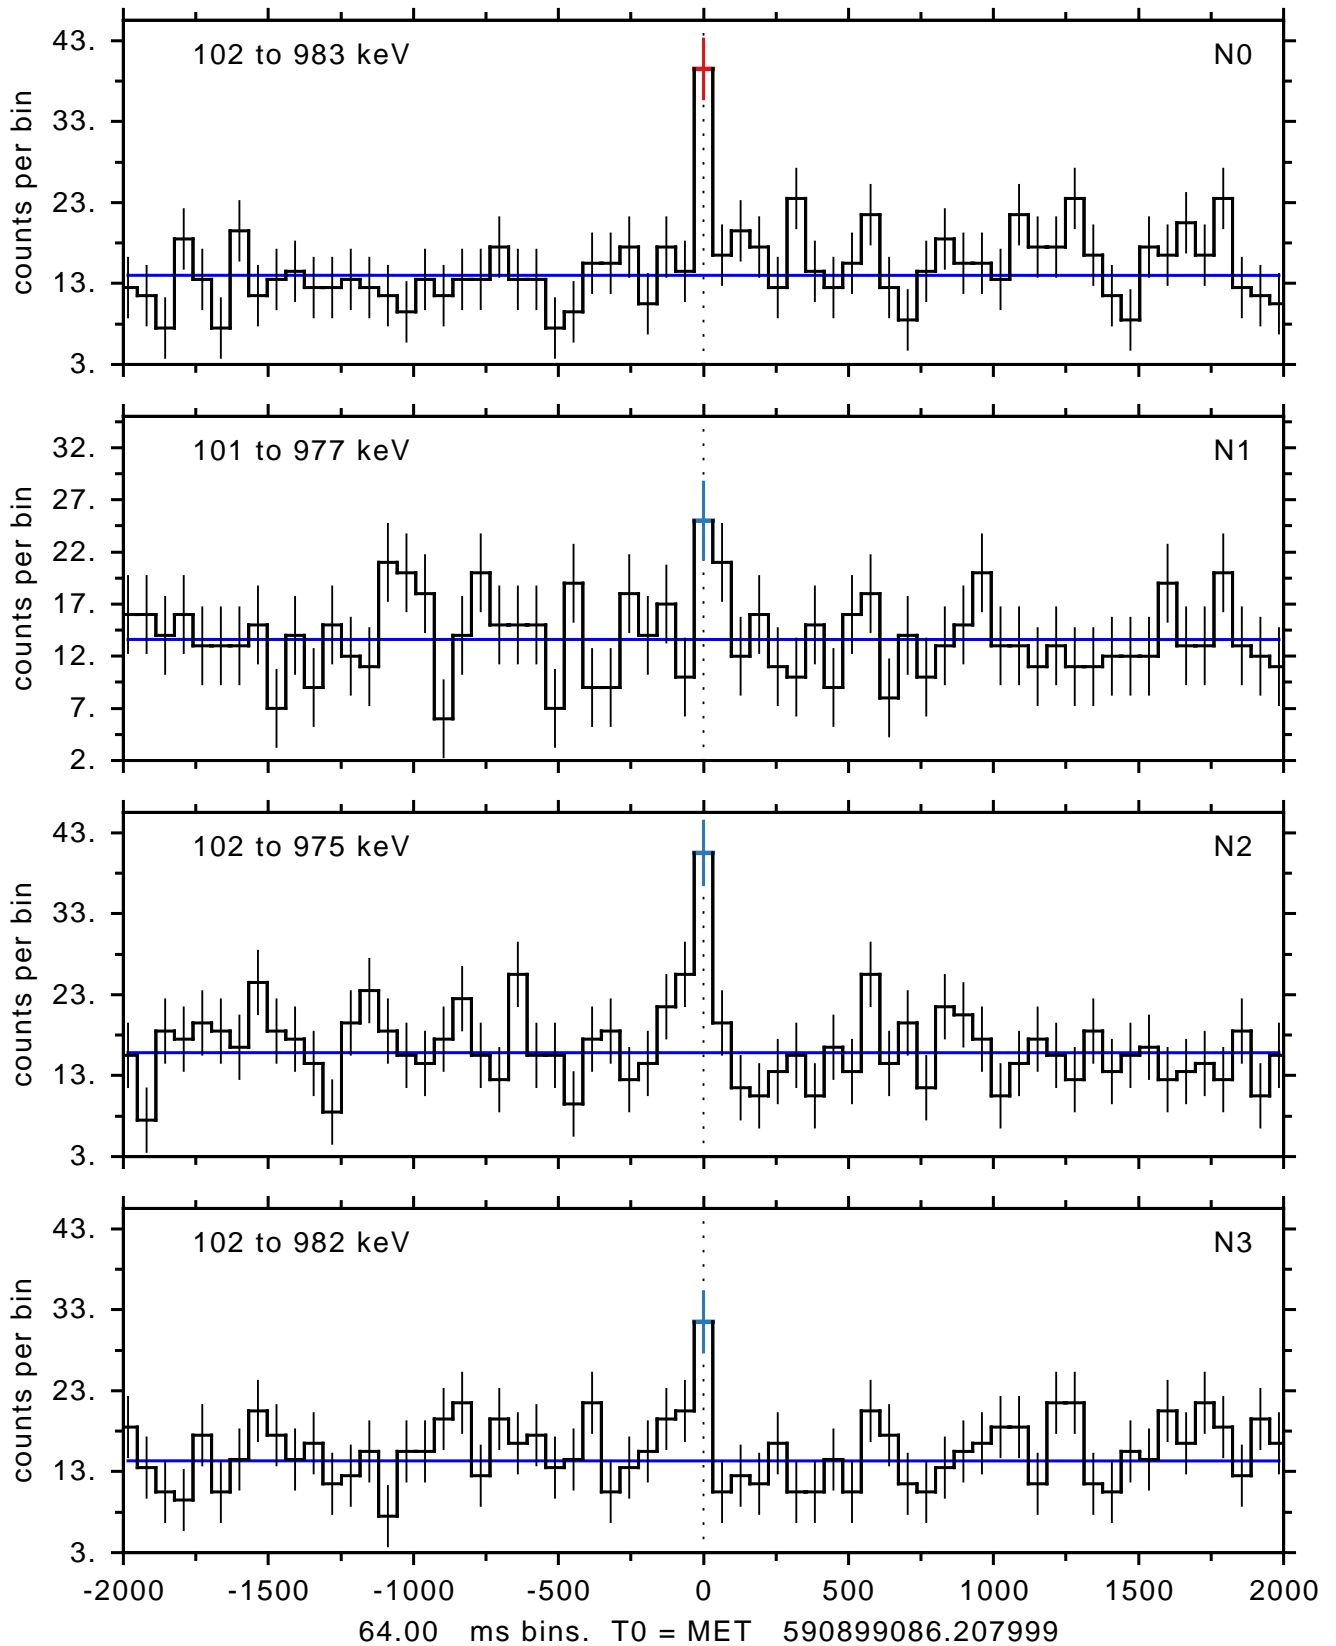 102 to 983 keV N0
43.
33.
23.
13.
3.
counts per bin
101 to 977 keV N1
32.
27.
22.
17.
12.
7.
2.
counts per bin
102 to 975 keV N2
43.
33.
23.
13.
3.
counts per bin
102 to 982 keV N3
43.
33.
23.
13.
3.
counts per bin
-2000 -1500 -1000 -500 0 500 1000 1500 2000
64.00 ms bins. T0 = MET 590899086.207999